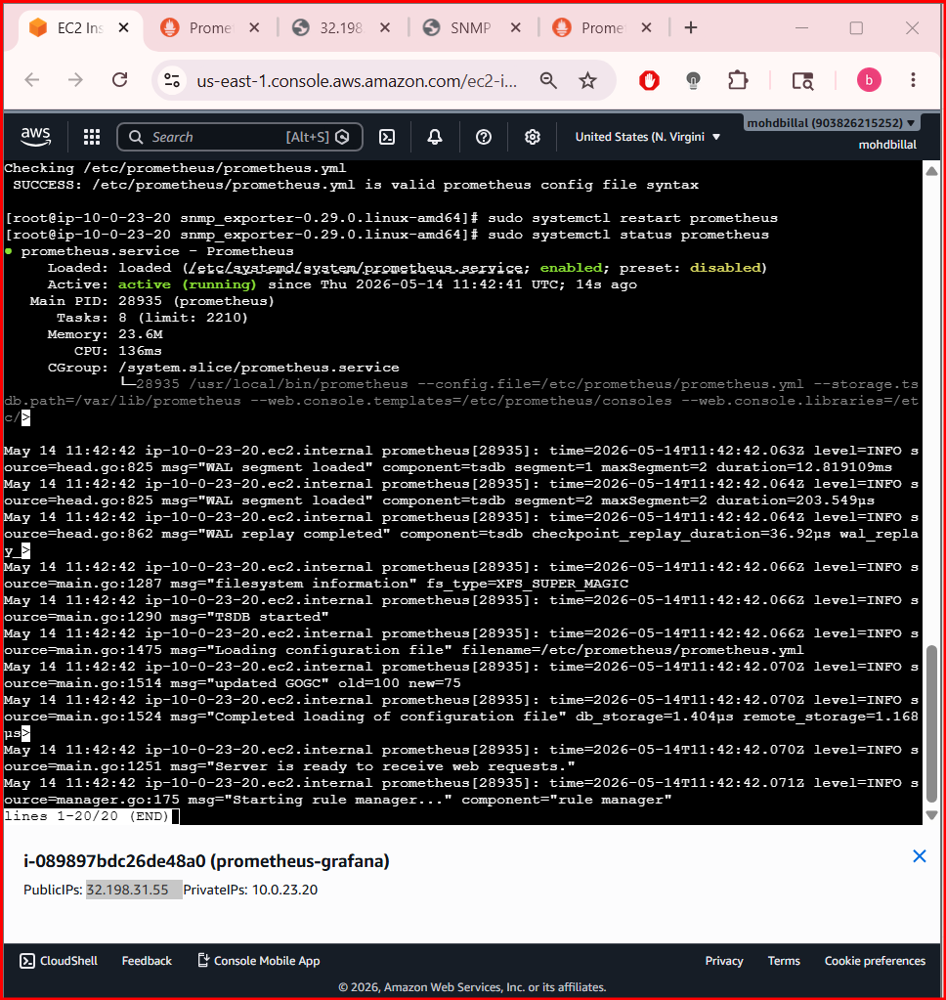 EC2 Ins
Prome
32.198
SNMP
Prome
us-east-1.console.aws.amazon.com/ec2-i...
b
aws
Search
[Alt+S]
United States (N. Virgini
mohdbillal (903826215252)
mohdbillal
Checking /etc/prometheus/prometheus.yml
SUCCESS: /etc/prometheus/prometheus.yml is valid prometheus config file syntax
[root@ip-10-0-23-20 snmp_exporter-0.29.0.linux-amd64]# sudo systemctl restart prometheus
[root@ip-10-0-23-20 snmp_exporter-0.29.0.linux-amd64]# sudo systemctl status prometheus
● prometheus.service - Prometheus
Loaded: loaded (/etc/systemd/system/prometheus.service; enabled; preset: disabled)
Active: active (running) since Thu 2026-05-14 11:42:41 UTC; 14s ago
Main PID: 28935 (prometheus)
Tasks: 8 (limit: 2210)
Memory: 23.6M
CPU: 136ms
CGroup: /system.slice/prometheus.service
└─28935 /usr/local/bin/prometheus --config.file=/etc/prometheus/prometheus.yml --storage.ts
db.path=/var/lib/prometheus --web.console.templates=/etc/prometheus/consoles --web.console.libraries=/et
c/>
May 14 11:42:42 ip-10-0-23-20.ec2.internal prometheus[28935]: time=2026-05-14T11:42:42.063Z level=INFO s
ource=head.go:825 msg="WAL segment loaded" component=tsdb segment=1 maxSegment=2 duration=12.819109ms
May 14 11:42:42 ip-10-0-23-20.ec2.internal prometheus[28935]: time=2026-05-14T11:42:42.064Z level=INFO s
ource=head.go:825 msg="WAL segment loaded" component=tsdb segment=2 maxSegment=2 duration=203.549µs
May 14 11:42:42 ip-10-0-23-20.ec2.internal prometheus[28935]: time=2026-05-14T11:42:42.064Z level=INFO s
ource=head.go:862 msg="WAL replay completed" component=tsdb checkpoint_replay_duration=36.92µs wal_repla
y_>
May 14 11:42:42 ip-10-0-23-20.ec2.internal prometheus[28935]: time=2026-05-14T11:42:42.066Z level=INFO s
ource=main.go:1287 msg="filesystem information" fs_type=XFS_SUPER_MAGIC
May 14 11:42:42 ip-10-0-23-20.ec2.internal prometheus[28935]: time=2026-05-14T11:42:42.066Z level=INFO s
ource=main.go:1290 msg="TSDB started"
May 14 11:42:42 ip-10-0-23-20.ec2.internal prometheus[28935]: time=2026-05-14T11:42:42.066Z level=INFO s
ource=main.go:1475 msg="Loading configuration file" filename=/etc/prometheus/prometheus.yml
May 14 11:42:42 ip-10-0-23-20.ec2.internal prometheus[28935]: time=2026-05-14T11:42:42.070Z level=INFO s
ource=main.go:1514 msg="updated GOGC" old=100 new=75
May 14 11:42:42 ip-10-0-23-20.ec2.internal prometheus[28935]: time=2026-05-14T11:42:42.070Z level=INFO s
ource=main.go:1524 msg="Completed loading of configuration file" db_storage=1.404µs remote_storage=1.168
µs>
May 14 11:42:42 ip-10-0-23-20.ec2.internal prometheus[28935]: time=2026-05-14T11:42:42.070Z level=INFO s
ource=main.go:1251 msg="Server is ready to receive web requests."
May 14 11:42:42 ip-10-0-23-20.ec2.internal prometheus[28935]: time=2026-05-14T11:42:42.071Z level=INFO s
ource=manager.go:175 msg="Starting rule manager..." component="rule manager"
lines 1-20/20 (END)
i-089897bdc26de48a0 (prometheus-grafana)
PublicIPs: 32.198.31.55 PrivateIPs: 10.0.23.20
CloudShell
Feedback
Console Mobile App
Privacy
Terms
Cookie preferences
© 2026, Amazon Web Services, Inc. or its affiliates.